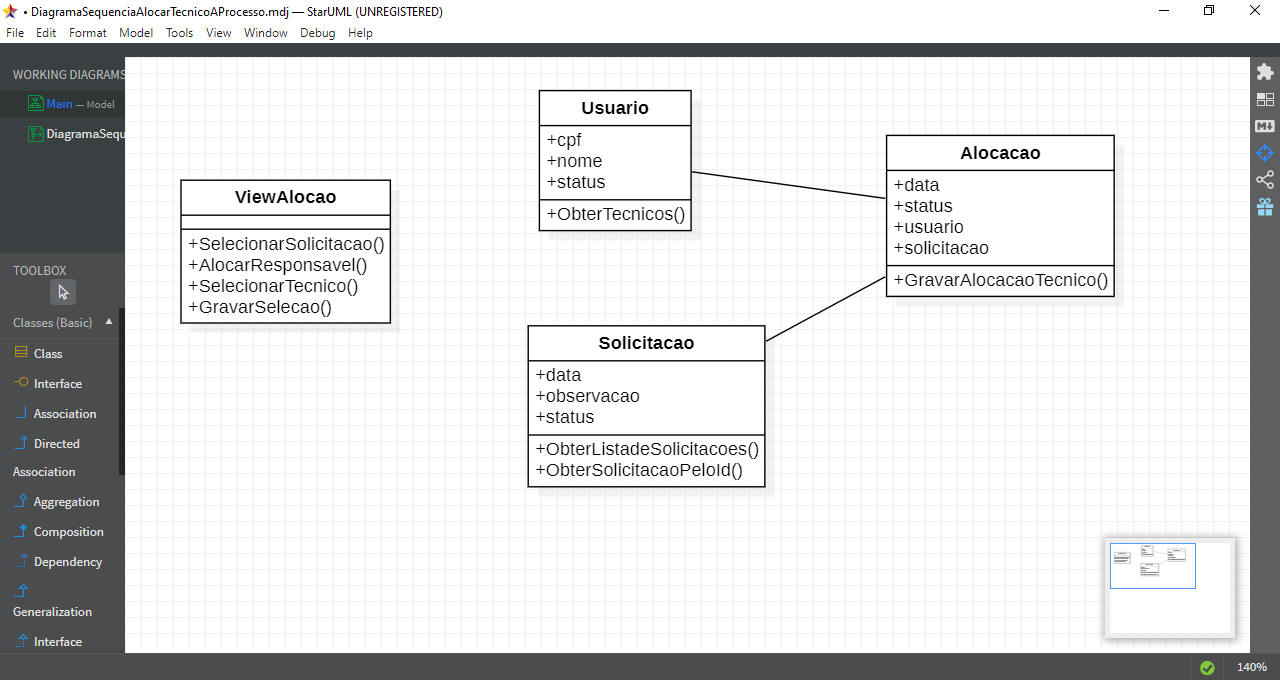 • DiagramaSequenciaAlocarTecnicoAProcesso.mdj — StarUML (UNREGISTERED)
File Edit Format Model Tools View Window Debug Help
WORKING DIAGRAMS
Main — Model
DiagramaSequ
TOOLBOX
Classes (Basic)
Class
Interface
Association
Directed
Association
Aggregation
Composition
Dependency
Generalization
Interface
ViewAlocao
+SelecionarSolicitacao()
+AlocarResponsavel()
+SelecionarTecnico()
+GravarSelecao()
Usuario
+cpf
+nome
+status
+ObterTecnicos()
Solicitacao
+data
+observacao
+status
+ObterListadeSolicitacoes()
+ObterSolicitacaoPeloId()
Alocacao
+data
+status
+usuario
+solicitacao
+GravarAlocacaoTecnico()
140%